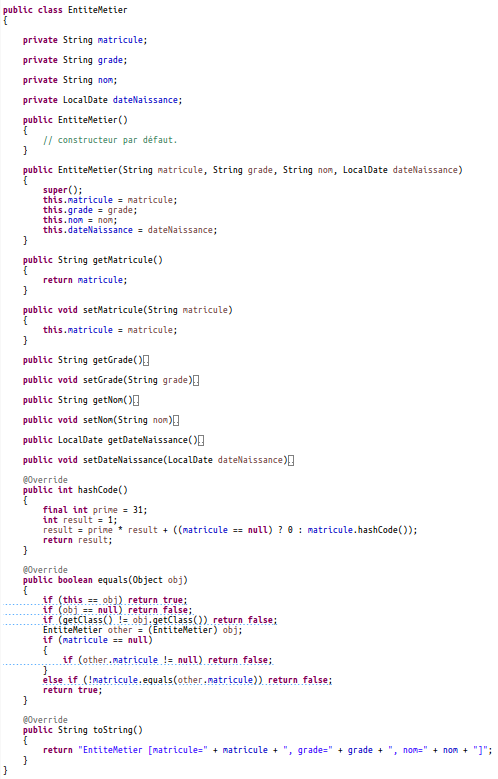 public class EntiteMetier
{
private String matricule;
private String grade;
private String nom;
private LocalDate dateNaissance;
public EntiteMetier()
{
// constructeur par défaut.
}
public EntiteMetier(String matricule, String grade, String nom, LocalDate dateNaissance)
{
super();
this.matricule = matricule;
this.grade = grade;
this.nom = nom;
this.dateNaissance = dateNaissance;
}
public String getMatricule()
{
return matricule;
}
public void setMatricule(String matricule)
{
this.matricule = matricule;
}
public String getGrade()
public void setGrade(String grade)
public String getNom()
public void setNom(String nom)
public LocalDate getDateNaissance()
public void setDateNaissance(LocalDate dateNaissance)
@Override
public int hashCode()
{
final int prime = 31;
int result = 1;
result = prime * result + ((matricule == null) ? 0 : matricule.hashCode());
return result;
}
@Override
public boolean equals(Object obj)
{
if (this == obj) return true;
if (obj == null) return false;
if (getClass() != obj.getClass()) return false;
EntiteMetier other = (EntiteMetier) obj;
if (matricule == null)
{
if (other.matricule != null) return false;
}
else if (!matricule.equals(other.matricule)) return false;
return true;
}
@Override
public String toString()
{
return "EntiteMetier [matricule=" + matricule + ", grade=" + grade + ", nom=" + nom + "]";
}
}